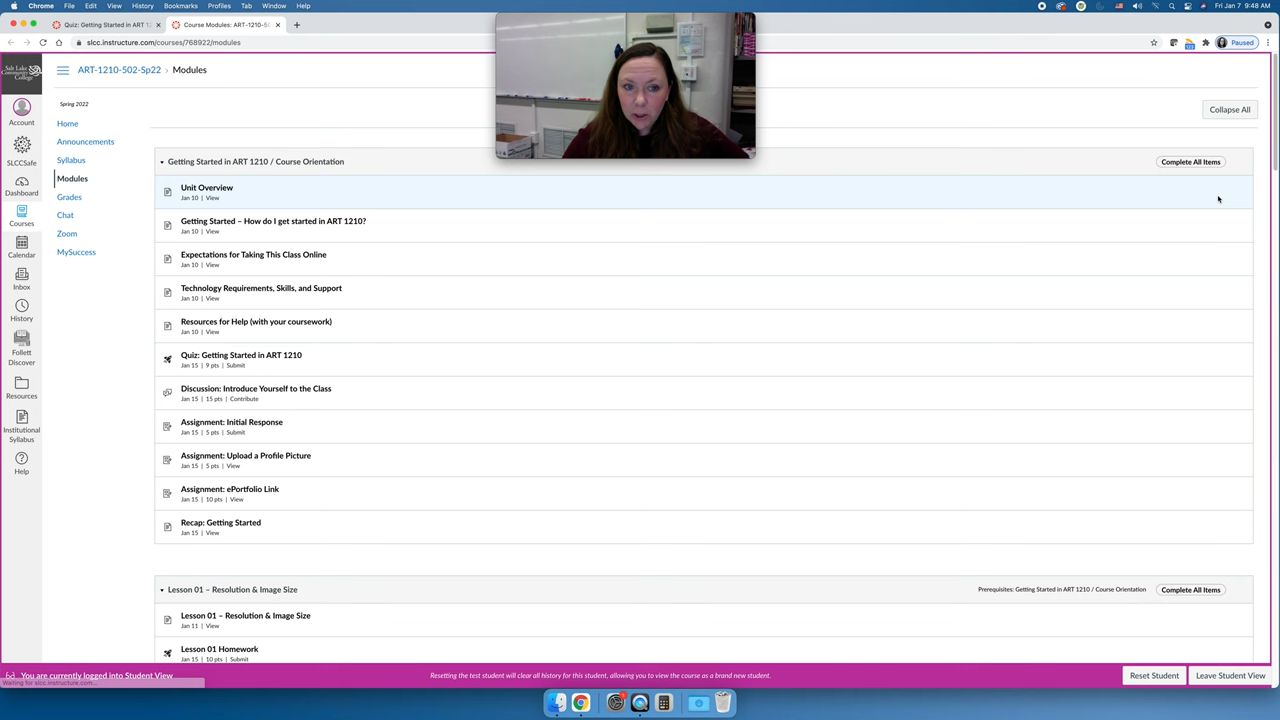 Chrome File Edit View History Bookmarks Profiles Tab Window Help Fri Jan 7 9:48 AM
Quiz: Getting Started in ART 12 Course Modules: ART-1210-50
slcc.instructure.com/courses/768922/modules Paused
Salt Lake
Community
College
ART-1210-502-Sp22 › Modules
Spring 2022
Collapse All
Account
SLCCSafe
Dashboard
Courses
Calendar
Inbox
History
Follett
Discover
Resources
Institutional
Syllabus
Help
Home
Announcements
Syllabus
Modules
Grades
Chat
Zoom
MySuccess
Getting Started in ART 1210 / Course Orientation Complete All Items
Unit Overview
Jan 10 | View
Getting Started – How do I get started in ART 1210?
Jan 10 | View
Expectations for Taking This Class Online
Jan 10 | View
Technology Requirements, Skills, and Support
Jan 10 | View
Resources for Help (with your coursework)
Jan 10 | View
Quiz: Getting Started in ART 1210
Jan 15 | 9 pts | Submit
Discussion: Introduce Yourself to the Class
Jan 15 | 15 pts | Contribute
Assignment: Initial Response
Jan 15 | 5 pts | Submit
Assignment: Upload a Profile Picture
Jan 15 | 5 pts | View
Assignment: ePortfolio Link
Jan 15 | 10 pts | View
Recap: Getting Started
Jan 15 | View
Lesson 01 – Resolution & Image Size Prerequisites: Getting Started in ART 1210 / Course Orientation Complete All Items
Lesson 01 – Resolution & Image Size
Jan 11 | View
Lesson 01 Homework
Jan 15 | 10 pts | Submit
You are currently logged into Student View Resetting the test student will clear all history for this student, allowing you to view the course as a brand new student. Reset Student Leave Student View
Waiting for slcc.instructure.com...